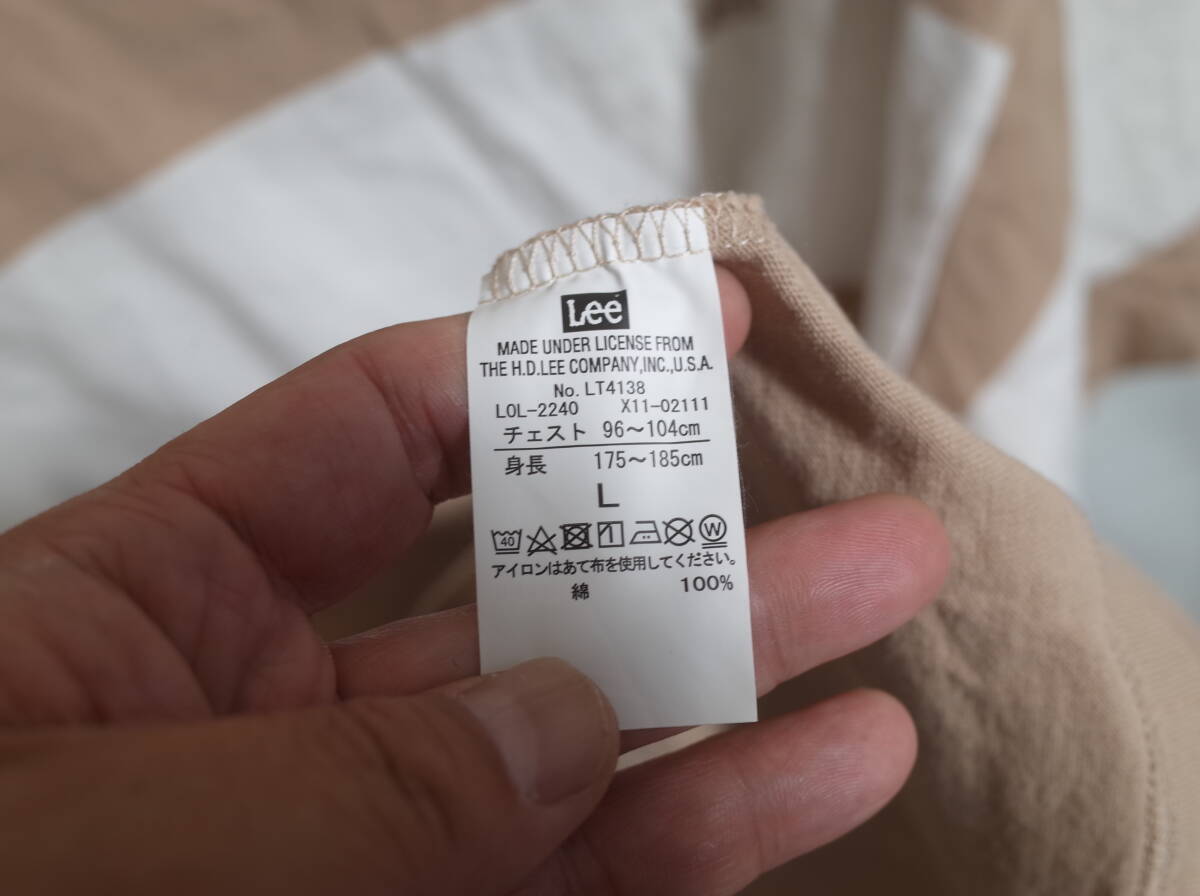 Lee
MADE UNDER LICENSE FROM
THE H.D.LEE COMPANY,INC.,U.S.A.
No. LT4138
LOL-2240 X11-02111
チェスト 96～104cm
身長 175～185cm
L
40 W
アイロンはあて布を使用してください。
綿 100%